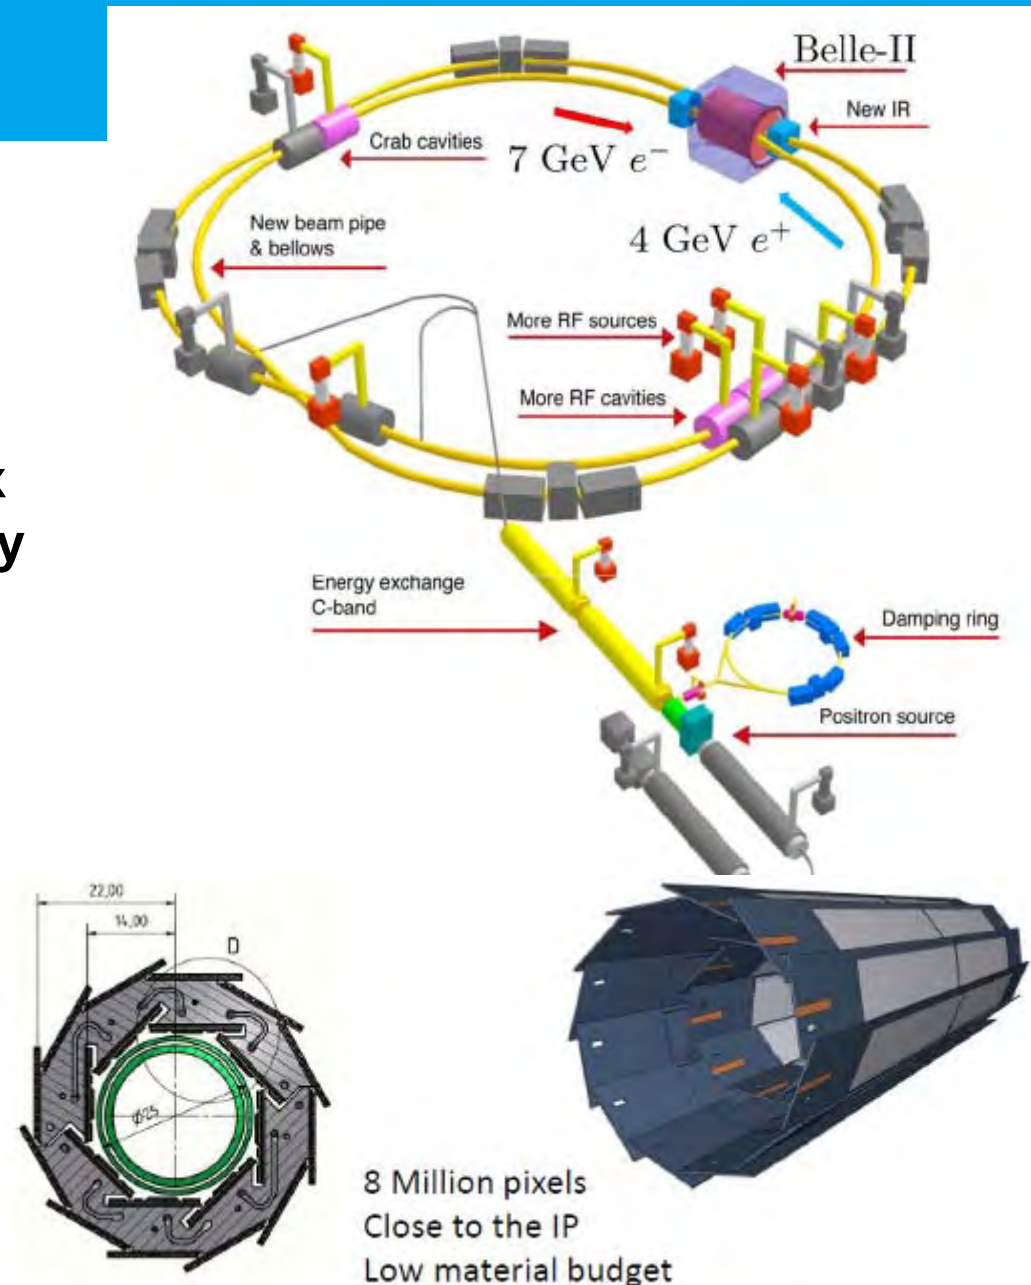 Belle-II
New IR
Crab cavities
7 GeV e⁻
New beam pipe
& bellows
4 GeV e⁺
More RF sources
More RF cavities
Energy exchange
C-band
Damping ring
Positron source
22,00
14,00
D
Ø25
8 Million pixels
Close to the IP
Low material budget